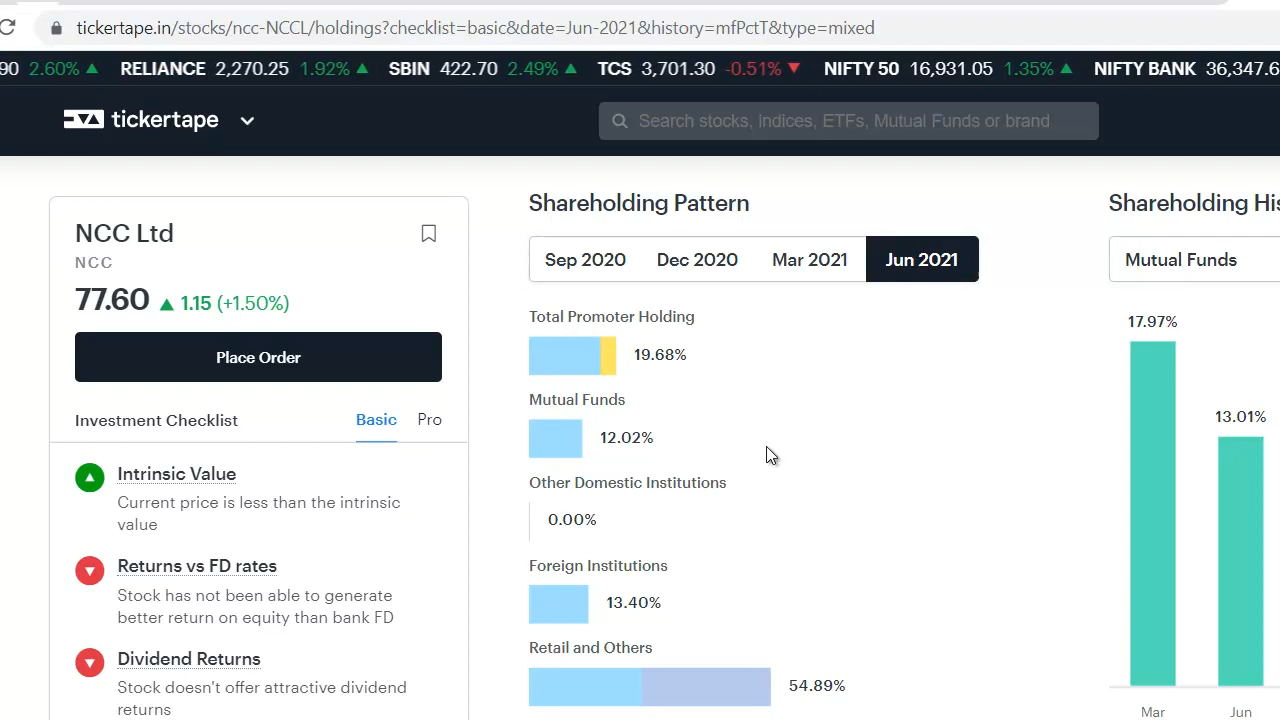 tickertape.in/stocks/ncc-NCCL/holdings?checklist=basic&date=Jun-2021&history=mfPctT&type=mixed
90 2.60% ▲ RELIANCE 2,270.25 1.92% ▲ SBIN 422.70 2.49% ▲ TCS 3,701.30 -0.51% ▼ NIFTY 50 16,931.05 1.35% ▲ NIFTY BANK 36,347.6
tickertape
Search stocks, indices, ETFs, Mutual Funds or brand
NCC Ltd
NCC
77.60 ▲ 1.15 (+1.50%)
Place Order
Investment Checklist Basic Pro
Intrinsic Value
Current price is less than the intrinsic
value
Returns vs FD rates
Stock has not been able to generate
better return on equity than bank FD
Dividend Returns
Stock doesn't offer attractive dividend
returns
Shareholding Pattern
Sep 2020 Dec 2020 Mar 2021 Jun 2021
Total Promoter Holding
19.68%
Mutual Funds
12.02%
Other Domestic Institutions
0.00%
Foreign Institutions
13.40%
Retail and Others
54.89%
Shareholding His
Mutual Funds
17.97%
13.01%
Mar Jun